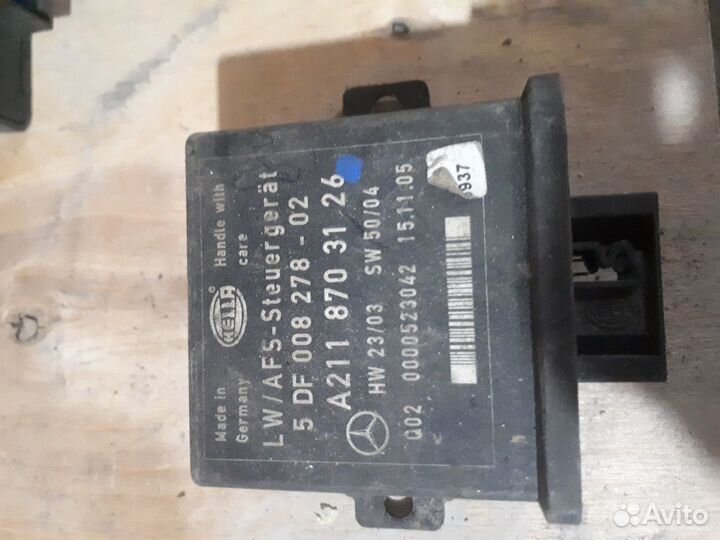 Made in
Germany
HELLA
Handle with
care
LW/AFS-Steuergerät
5 DF 008 278-02
A211 870 31 26
HW 23/03 SW 50/04
Q02 0000523042 15.11.05
6937
Avito